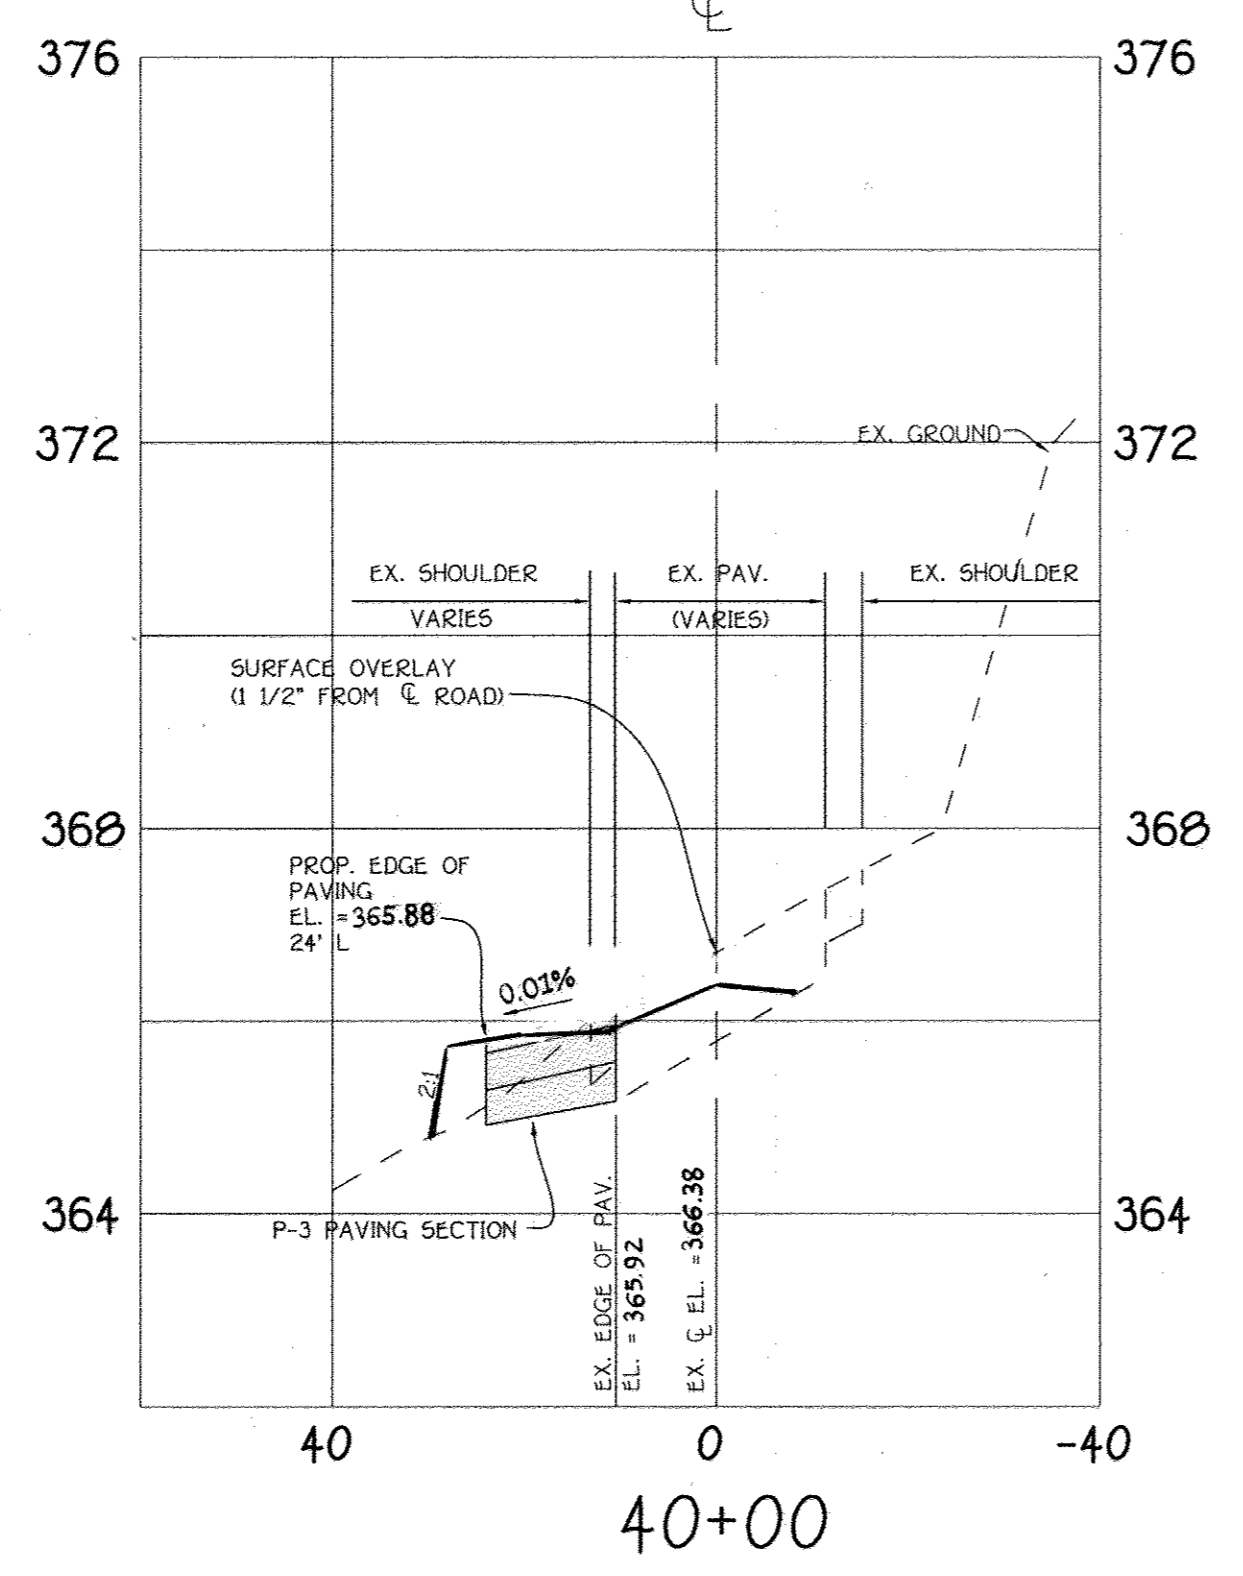 ℄
376 376
372 372
EX. GROUND
EX. SHOULDER
VARIES
EX. PAV.
(VARIES)
EX. SHOULDER
SURFACE OVERLAY
(1 1/2" FROM ℄ ROAD)
368 368
PROP. EDGE OF
PAVING
EL. = 365.88
24' L
0.01%
2:1
364 364
P-3 PAVING SECTION
EX. EDGE OF PAV.
EL. = 365.92
EX. ℄ EL. = 366.38
40 0 -40
40+00